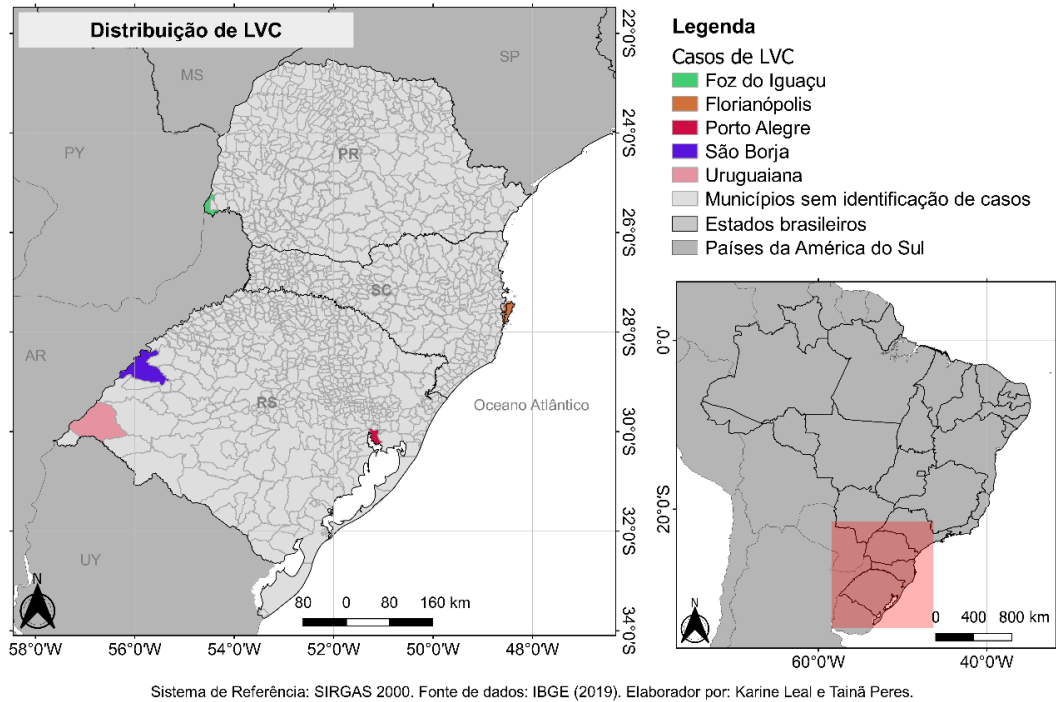 Distribuição de LVC
MS
SP
PY
PR
SC
AR
RS
Oceano Atlântico
UY
N
80 0 80 160 km
58°0'W 56°0'W 54°0'W 52°0'W 50°0'W 48°0'W
22°0'S
24°0'S
26°0'S
28°0'S
30°0'S
32°0'S
34°0'S
Legenda
Casos de LVC
Foz do Iguaçu
Florianópolis
Porto Alegre
São Borja
Uruguaiana
Municípios sem identificação de casos
Estados brasileiros
Países da América do Sul
0°0'
20°0'S
N
0 400 800 km
60°0'W 40°0'W
Sistema de Referência: SIRGAS 2000. Fonte de dados: IBGE (2019). Elaborador por: Karine Leal e Tainã Peres.